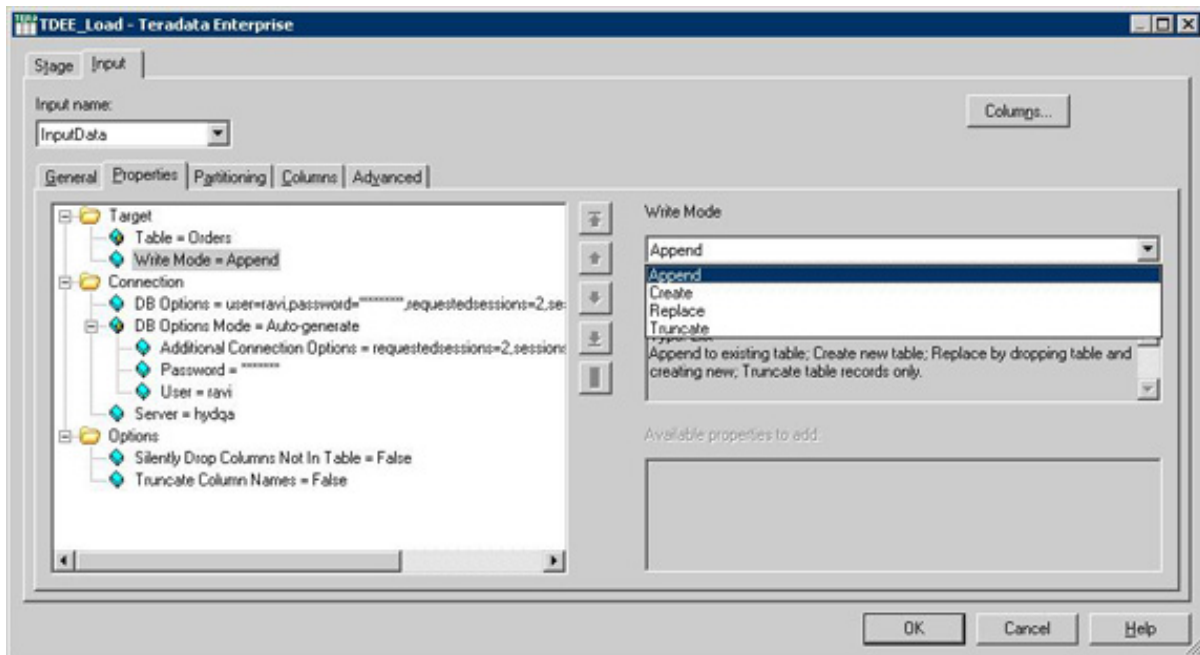 TDEE_Load - Teradata Enterprise
Stage Input
Input name:
InputData
Columns...
General Properties Partitioning Columns Advanced
Target
Table = Orders
Write Mode = Append
Connection
DB Options = user=ravi,password=********,requestedsessions=2,se
DB Options Mode = Auto-generate
Additional Connection Options = requestedsessions=2,sessions
Password = *******
User = ravi
Server = hydqa
Options
Silently Drop Columns Not In Table = False
Truncate Column Names = False
Write Mode
Append
Append
Create
Replace
Truncate
Type: List
Append to existing table; Create new table; Replace by dropping table and
creating new; Truncate table records only.
Available properties to add:
OK Cancel Help